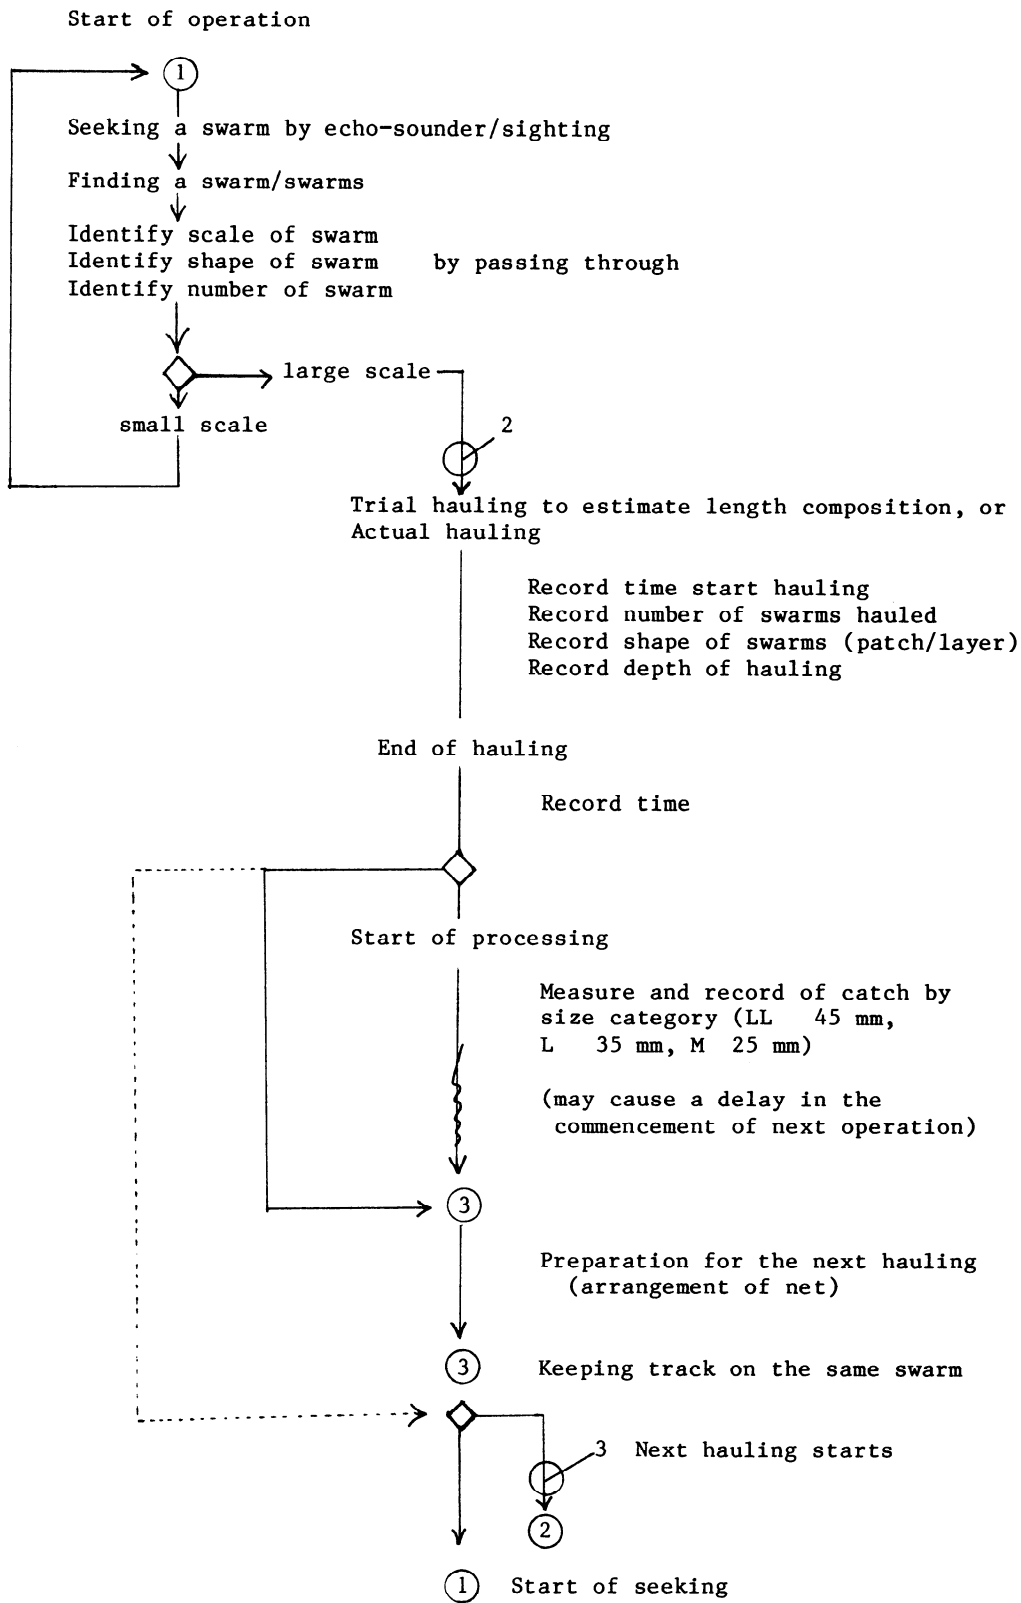 Start of operation
1
Seeking a swarm by echo-sounder/sighting
Finding a swarm/swarms
Identify scale of swarm
Identify shape of swarm by passing through
Identify number of swarm
large scale
small scale
2
Trial hauling to estimate length composition, or
Actual hauling
Record time start hauling
Record number of swarms hauled
Record shape of swarms (patch/layer)
Record depth of hauling
End of hauling
Record time
Start of processing
Measure and record of catch by
size category (LL 45 mm,
L 35 mm, M 25 mm)
(may cause a delay in the
commencement of next operation)
3
Preparation for the next hauling
(arrangement of net)
3 Keeping track on the same swarm
3 Next hauling starts
2
1 Start of seeking